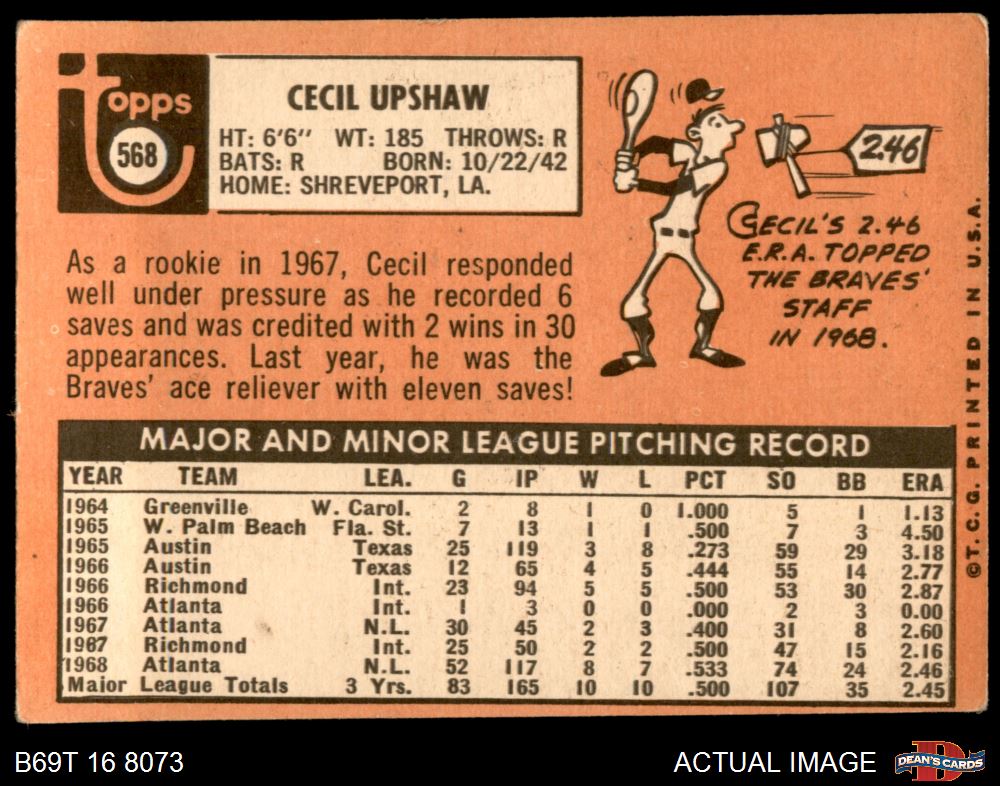 topps
568
CECIL UPSHAW
HT: 6'6" WT: 185 THROWS: R
BATS: R BORN: 10/22/42
HOME: SHREVEPORT, LA.
2.46
CECIL'S 2.46
E.R.A. TOPPED
THE BRAVES'
STAFF
IN 1968.
As a rookie in 1967, Cecil responded
well under pressure as he recorded 6
saves and was credited with 2 wins in 30
appearances. Last year, he was the
Braves' ace reliever with eleven saves!
MAJOR AND MINOR LEAGUE PITCHING RECORD
YEAR TEAM LEA. G IP W L PCT SO BB ERA
1964 Greenville W. Carol. 2 8 1 0 1.000 5 1 1.13
1965 W. Palm Beach Fla. St. 7 13 1 1 .500 7 3 4.50
1965 Austin Texas 25 119 3 8 .273 59 29 3.18
1966 Austin Texas 12 65 4 5 .444 55 14 2.77
1966 Richmond Int. 23 94 5 5 .500 53 30 2.87
1966 Atlanta Int. 1 3 0 0 .000 2 3 0.00
1967 Atlanta N.L. 30 45 2 3 .400 31 8 2.60
1967 Richmond Int. 25 50 2 2 .500 47 15 2.16
1968 Atlanta N.L. 52 117 8 7 .533 74 24 2.46
Major League Totals 3 Yrs. 83 165 10 10 .500 107 35 2.45
©T. C. G. PRINTED IN U.S.A.
B69T 16 8073
ACTUAL IMAGE
DEAN'S CARDS